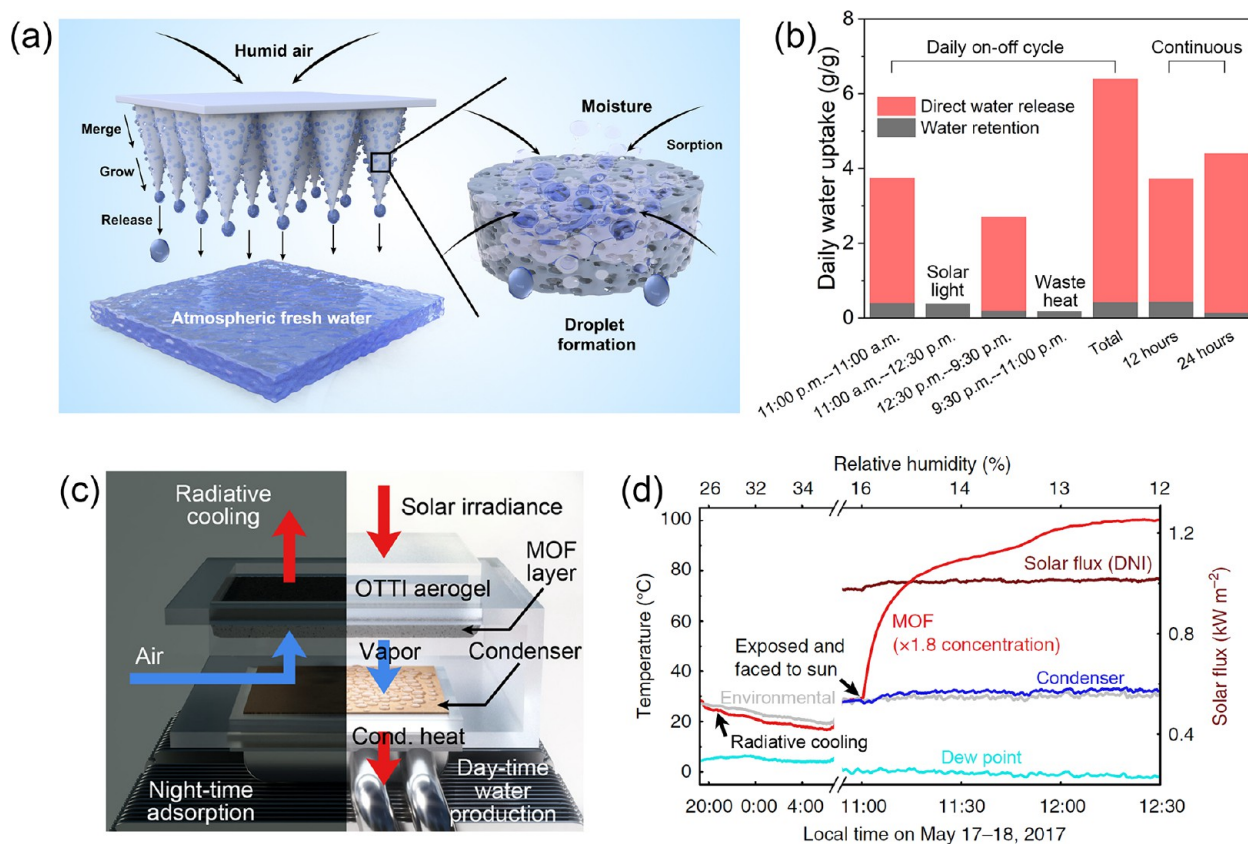 (a)
Humid air
Merge
Grow
Release
Moisture
Sorption
Atmospheric fresh water
Droplet
formation
(b)
Daily water uptake (g/g)
8
6
4
2
0
Daily on-off cycle
Continuous
Direct water release
Water retention
Solar
light
Waste
heat
11:00 p.m.--11:00 a.m.
11:00 a.m.--12:30 p.m.
12:30 p.m.--9:30 p.m.
9:30 p.m.--11:00 p.m.
Total
12 hours
24 hours
(c)
Radiative
cooling
Solar irradiance
MOF
layer
OTTI aerogel
Air
Vapor
Condenser
Cond. heat
Night-time
adsorption
Day-time
water
production
(d)
Relative humidity (%)
26 32 34 16 14 13 12
Temperature (°C)
100
80
60
40
20
0
Solar flux (DNI)
MOF
(×1.8 concentration)
Exposed and
faced to sun
Environmental
Condenser
Radiative cooling
Dew point
1.2
0.8
0.4
Solar flux (kW m⁻²)
20:00 0:00 4:00 11:00 11:30 12:00 12:30
Local time on May 17–18, 2017